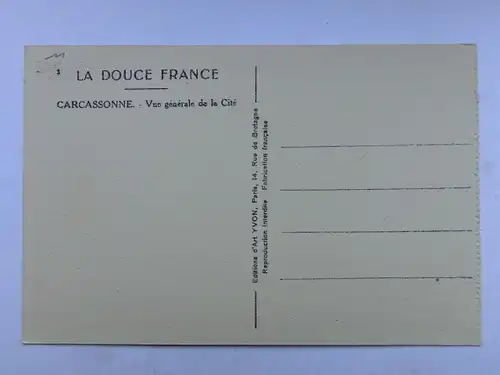 3
LA DOUCE FRANCE
CARCASSONNE. - Vue générale de la Cité
Editions d'Art YVON, Paris, 14, Rue de Bretagne
Reproduction Interdite Fabrication française